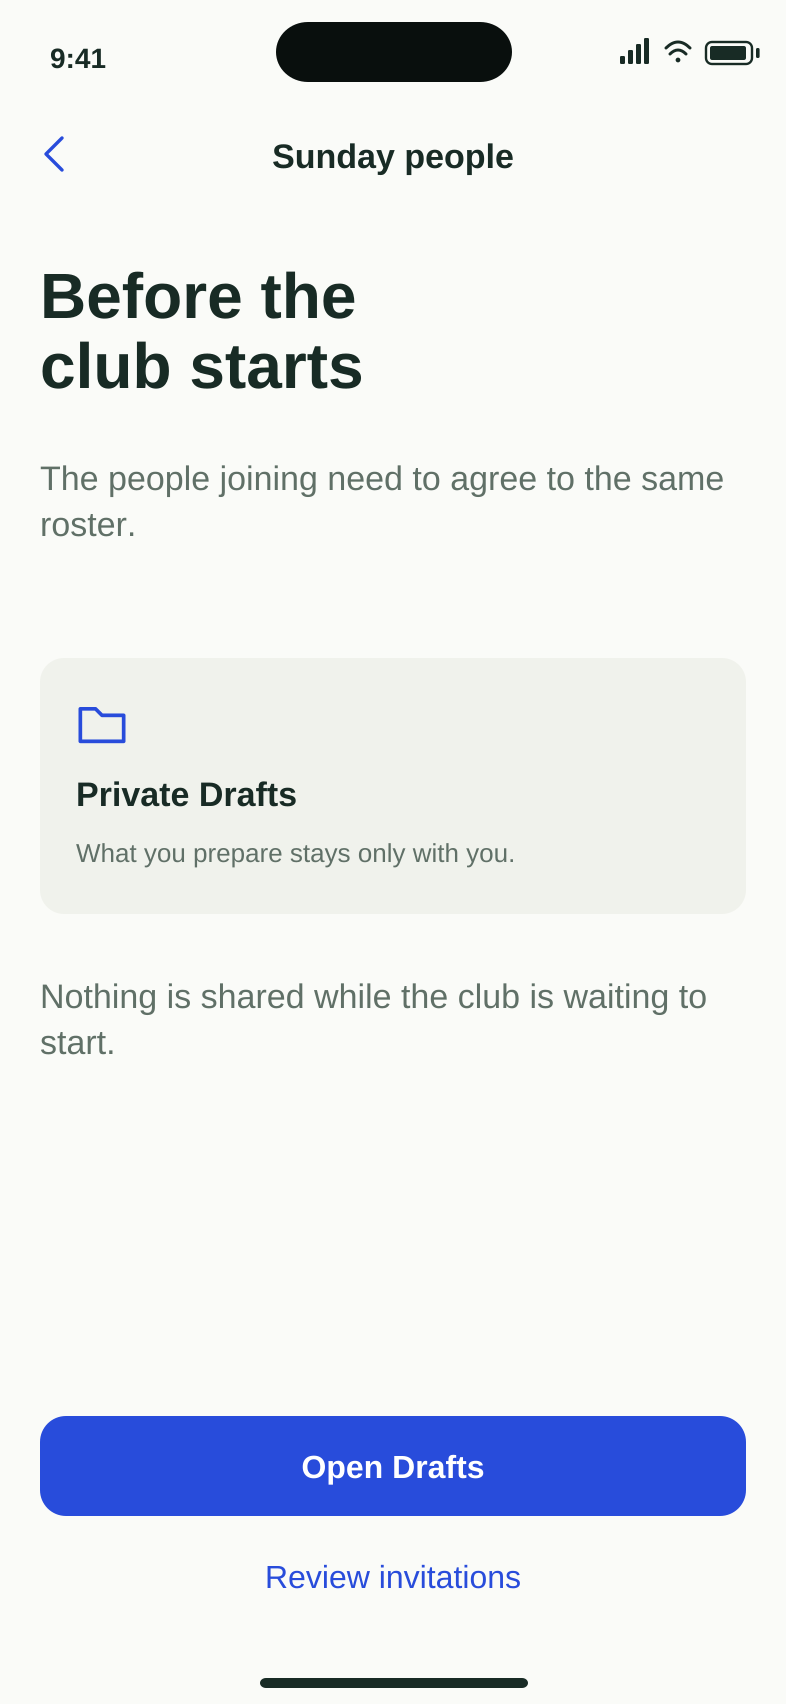 9:41
Sunday people
Before the
club starts
The people joining need to agree to the same
roster.
Private Drafts
What you prepare stays only with you.
Nothing is shared while the club is waiting to
start.
Open Drafts
Review invitations